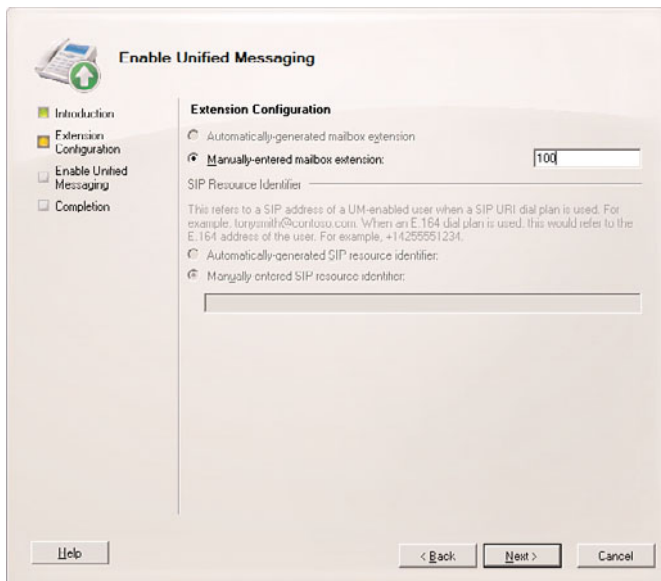 Enable Unified Messaging
Introduction
Extension
Configuration
Enable Unified
Messaging
Completion
Extension Configuration
Automatically-generated mailbox extension
Manually-entered mailbox extension:
100
SIP Resource Identifier
This refers to a SIP address of a UM-enabled user when a SIP URI dial plan is used. For
example, tonysmith@contoso.com. When an E.164 dial plan is used, this would refer to the
E.164 address of the user. For example, +14255551234.
Automatically-generated SIP resource identifier:
Manually entered SIP resource identifier:
Help
< Back
Next >
Cancel